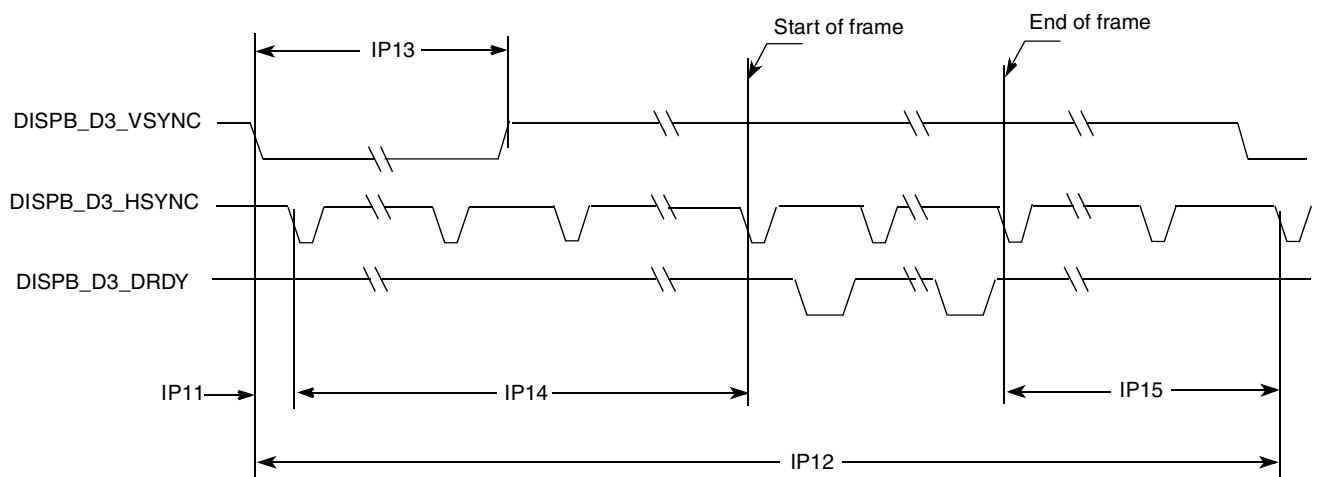 Start of frame
End of frame
IP13
DISPB_D3_VSYNC
DISPB_D3_HSYNC
DISPB_D3_DRDY
IP11
IP14
IP15
IP12